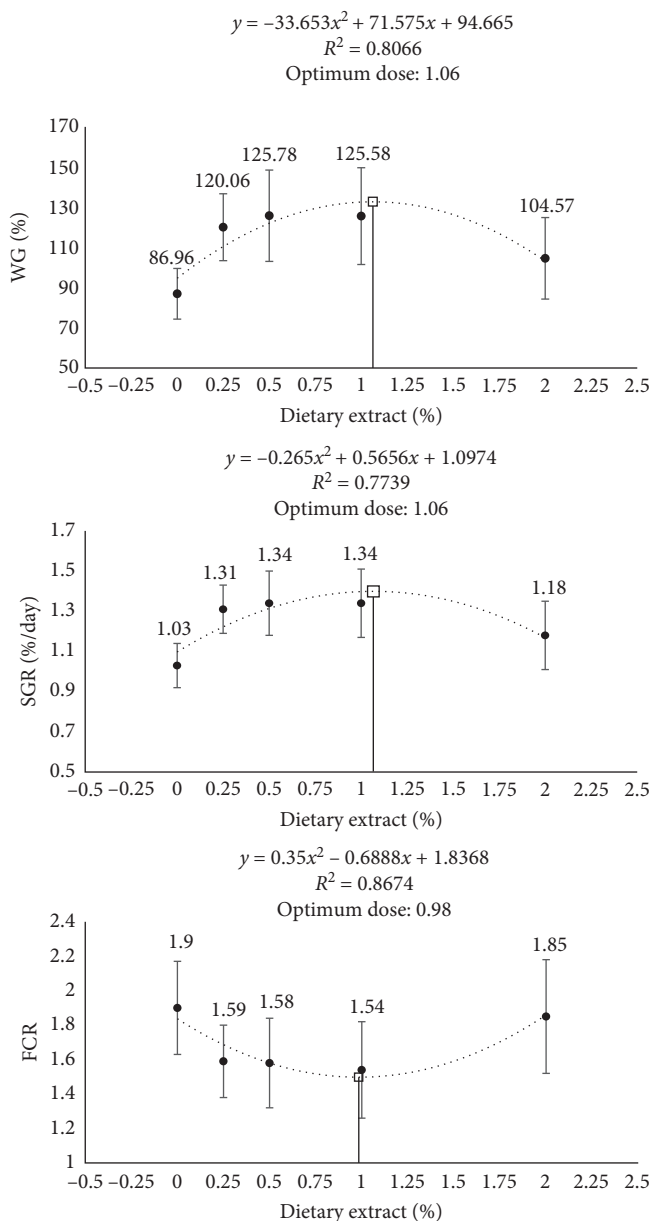 y = –33.653x² + 71.575x + 94.665
R² = 0.8066
Optimum dose: 1.06
170
150
130
110
90
70
50
WG (%)
86.96
120.06
125.78
125.58
104.57
–0.5 –0.25 0 0.25 0.5 0.75 1 1.25 1.5 1.75 2 2.25 2.5
Dietary extract (%)
y = –0.265x² + 0.5656x + 1.0974
R² = 0.7739
Optimum dose: 1.06
1.7
1.5
1.3
1.1
0.9
0.7
0.5
SGR (%/day)
1.03
1.31
1.34
1.34
1.18
–0.5 –0.25 0 0.25 0.5 0.75 1 1.25 1.5 1.75 2 2.25 2.5
Dietary extract (%)
y = 0.35x² – 0.6888x + 1.8368
R² = 0.8674
Optimum dose: 0.98
2.4
2.2
2
1.8
1.6
1.4
1.2
1
FCR
1.9
1.59
1.58
1.54
1.85
–0.5 –0.25 0 0.25 0.5 0.75 1 1.25 1.5 1.75 2 2.25 2.5
Dietary extract (%)